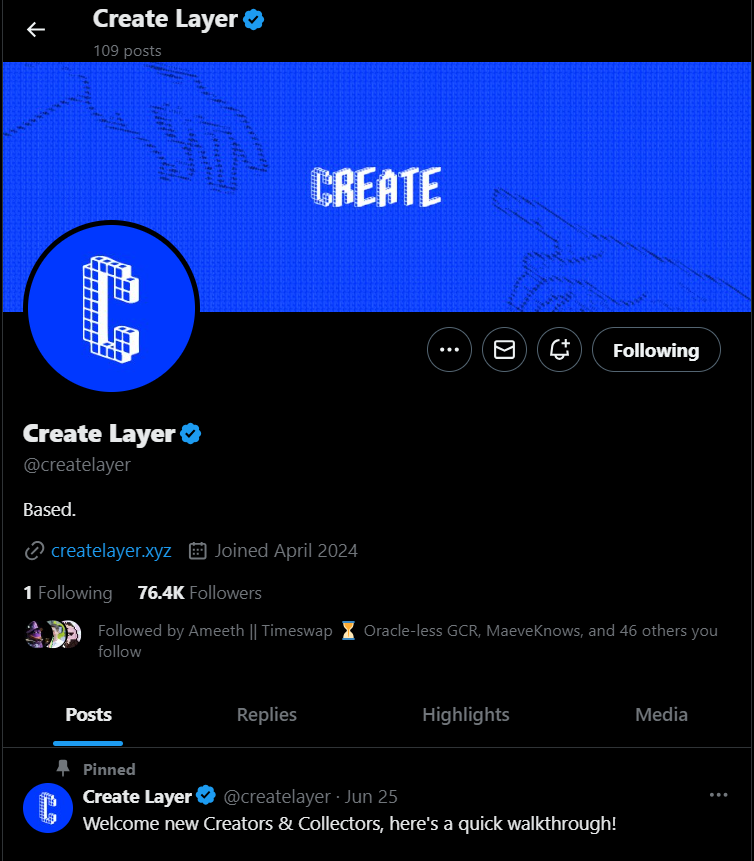 Create Layer
109 posts
CREATE
C
Following
Create Layer
@createlayer
Based.
createlayer.xyz Joined April 2024
1 Following 76.4K Followers
Followed by Ameeth || Timeswap ⏳ Oracle-less GCR, MaeveKnows, and 46 others you
follow
Posts Replies Highlights Media
Pinned
C
Create Layer @createlayer · Jun 25
Welcome new Creators & Collectors, here's a quick walkthrough!